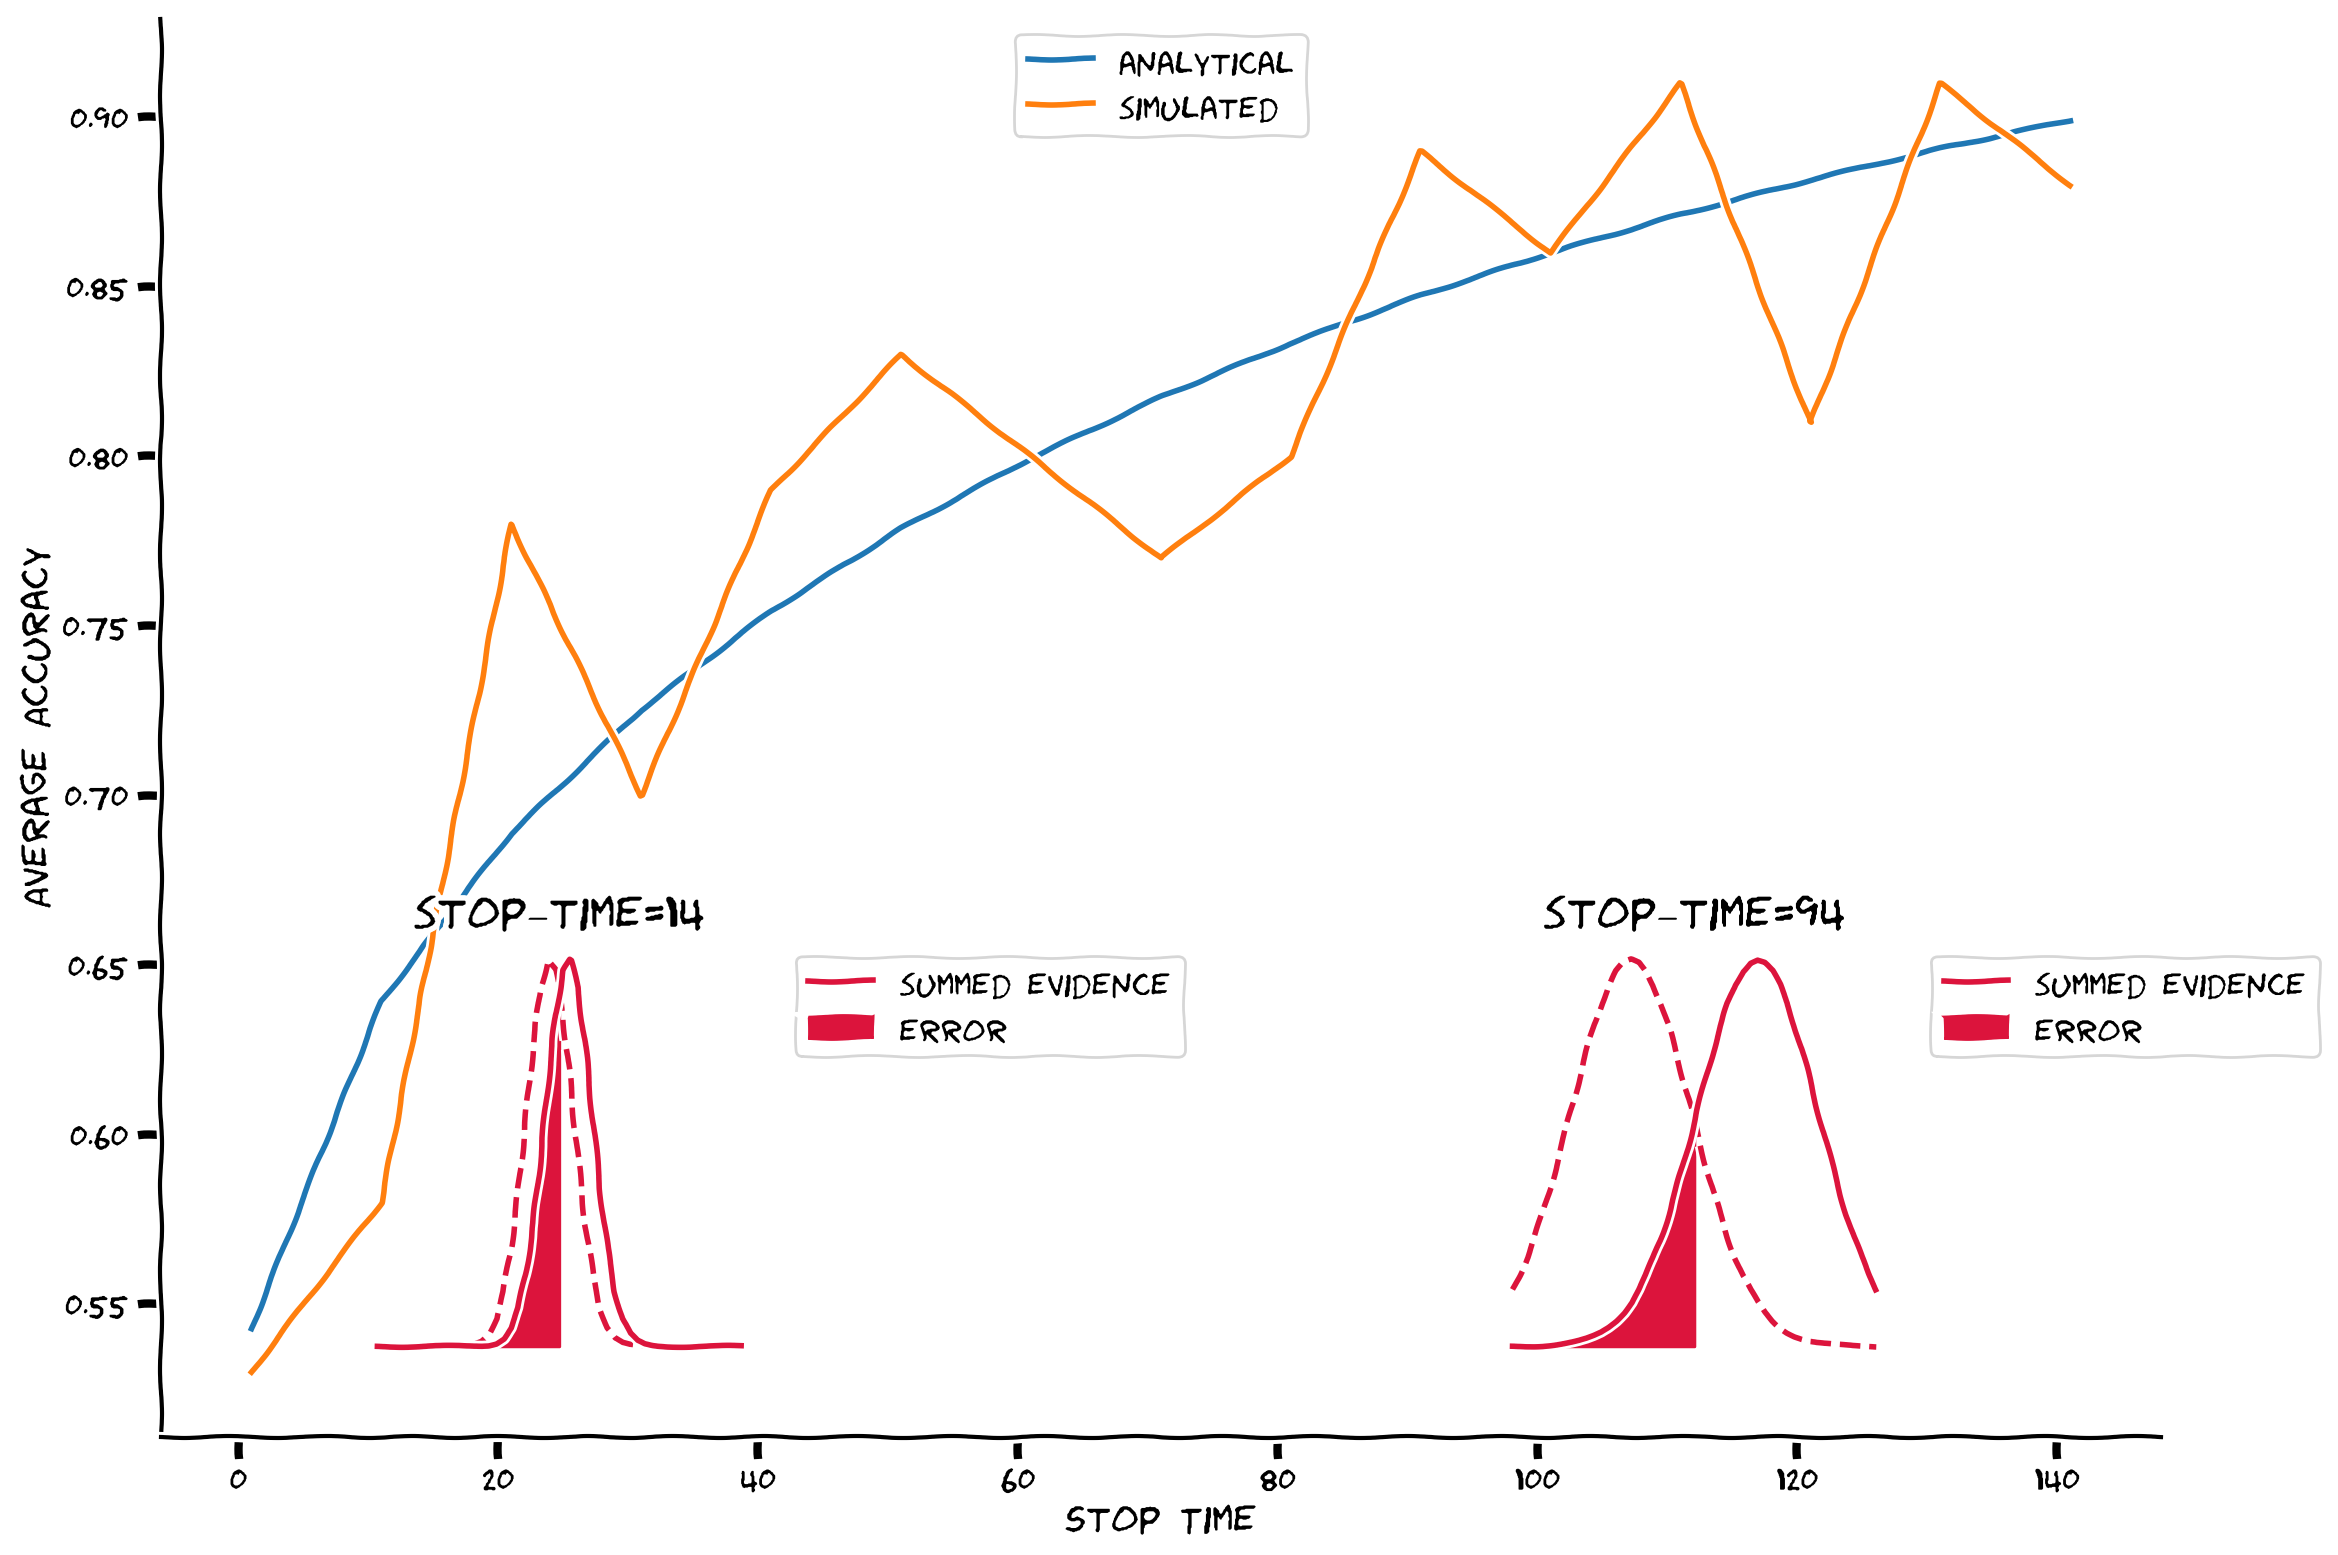 ANALYTICAL
SIMULATED
0.90
0.85
0.80
0.75
0.70
0.65
0.60
0.55
AVERAGE ACCURACY
STOP-TIME=14
SUMMED EVIDENCE
ERROR
STOP-TIME=94
SUMMED EVIDENCE
ERROR
0 20 40 60 80 100 120 140
STOP TIME